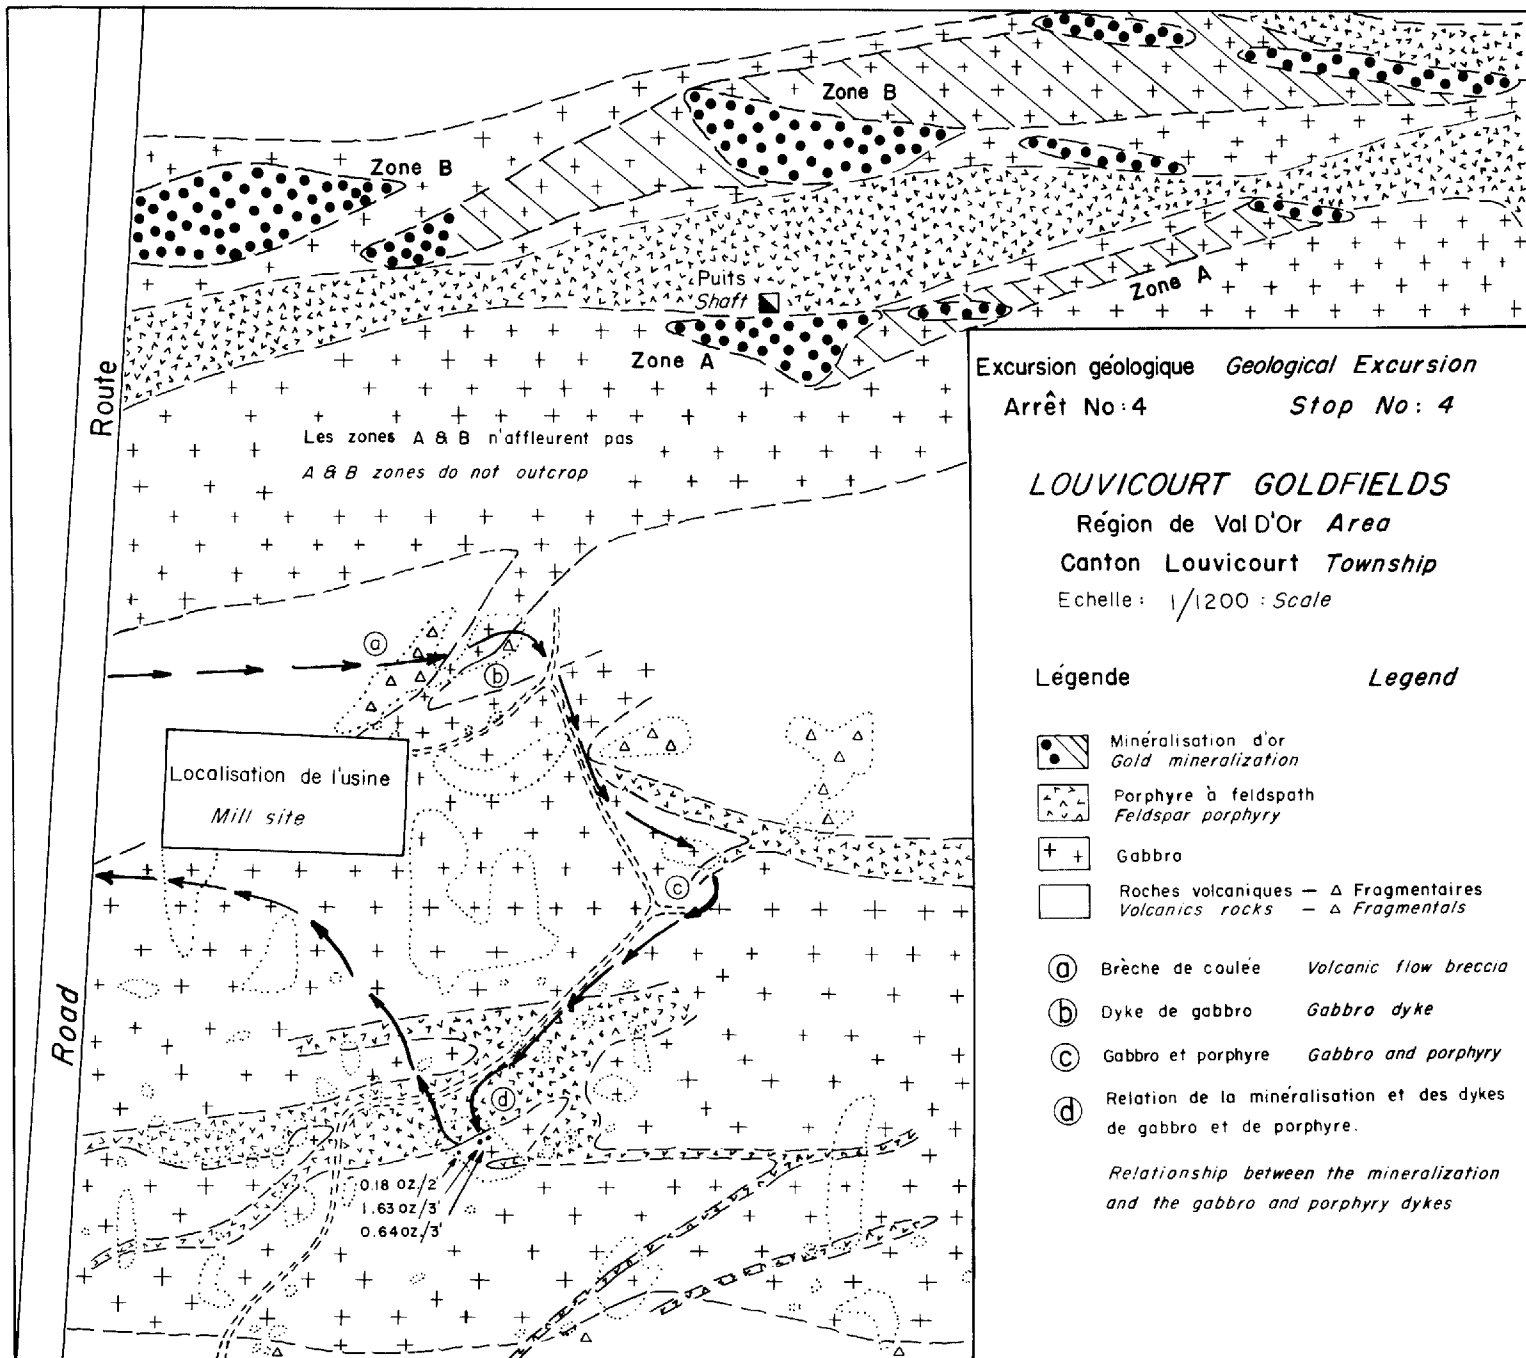 Zone B
Zone B
Puits
Shaft
Zone A
Zone A
Route
Les zones A & B n'affleurent pas
A & B zones do not outcrop
a
b
Localisation de l'usine
Mill site
c
d
Road
0.18 oz./2'
1.63 oz/3'
0.64 oz./3'
Excursion géologique Geological Excursion
Arrêt No: 4 Stop No: 4
LOUVICOURT GOLDFIELDS
Région de Val D'Or Area
Canton Louvicourt Township
Echelle: 1/1200 : Scale
Légende Legend
Minéralisation d'or
Gold mineralization
Porphyre à feldspath
Feldspar porphyry
Gabbro
Roches volcaniques — △ Fragmentaires
Volcanics rocks — △ Fragmentals
a Brèche de coulée Volcanic flow breccia
b Dyke de gabbro Gabbro dyke
c Gabbro et porphyre Gabbro and porphyry
d Relation de la minéralisation et des dykes
de gabbro et de porphyre.
Relationship between the mineralization
and the gabbro and porphyry dykes